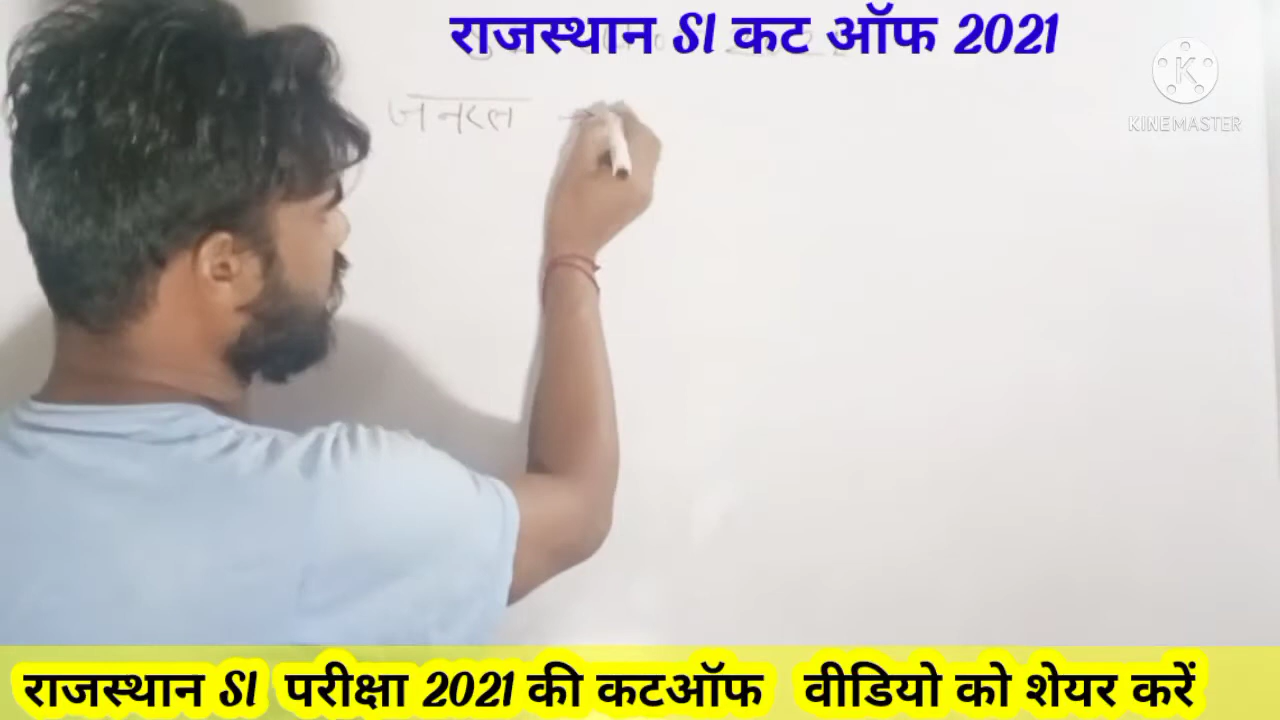 राजस्थान SI कट ऑफ 2021
KINEMASTER
जनरल →
राजस्थान SI परीक्षा 2021 की कटऑफ वीडियो को शेयर करें